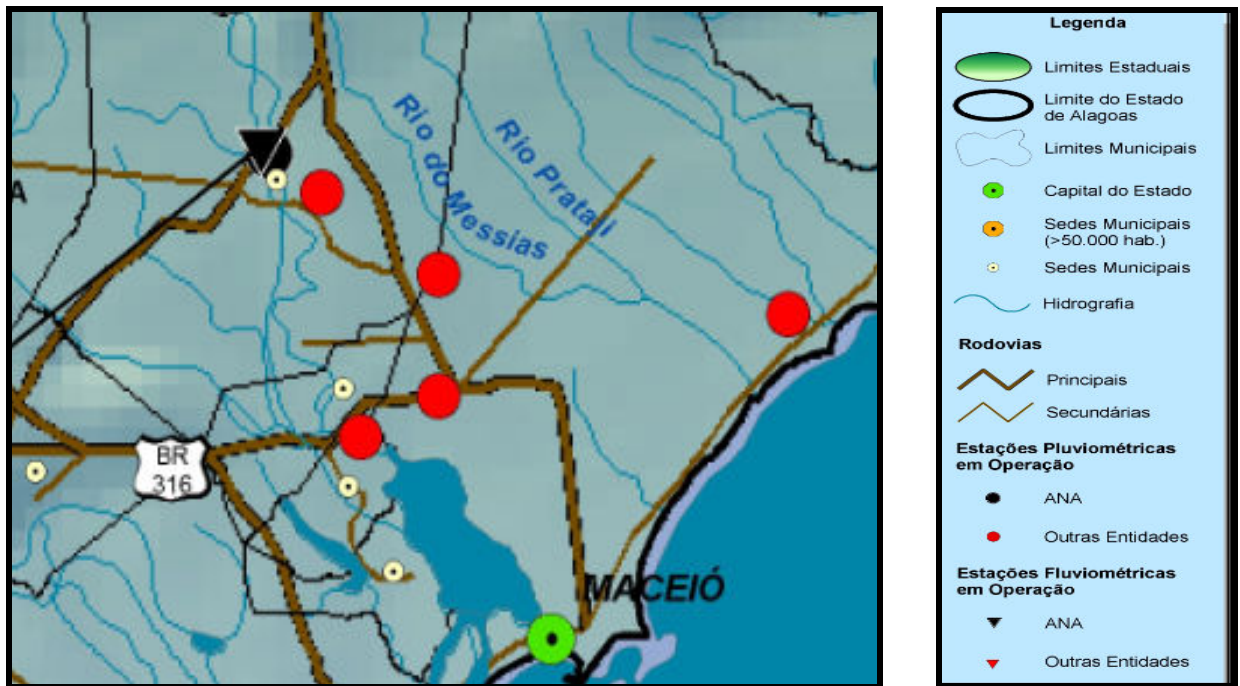 Rio do Messias
Rio Pratagi
A
BR
316
MACEIÓ
Legenda
Limites Estaduais
Limite do Estado
de Alagoas
Limites Municipais
Capital do Estado
Sedes Municipais
(>50.000 hab.)
Sedes Municipais
Hidrografia
Rodovias
Principais
Secundárias
Estações Pluviométricas
em Operação
ANA
Outras Entidades
Estações Fluviométricas
em Operação
ANA
Outras Entidades